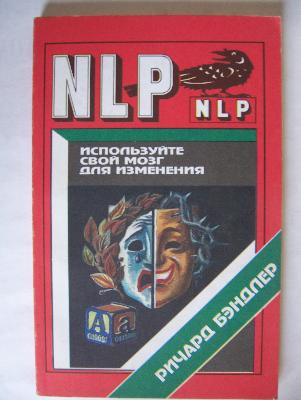 NLP
NLP
ИСПОЛЬЗУЙТЕ
СВОЙ МОЗГ
ДЛЯ ИЗМЕНЕНИЯ
A a
РИЧАРД БЭНДЛЕР